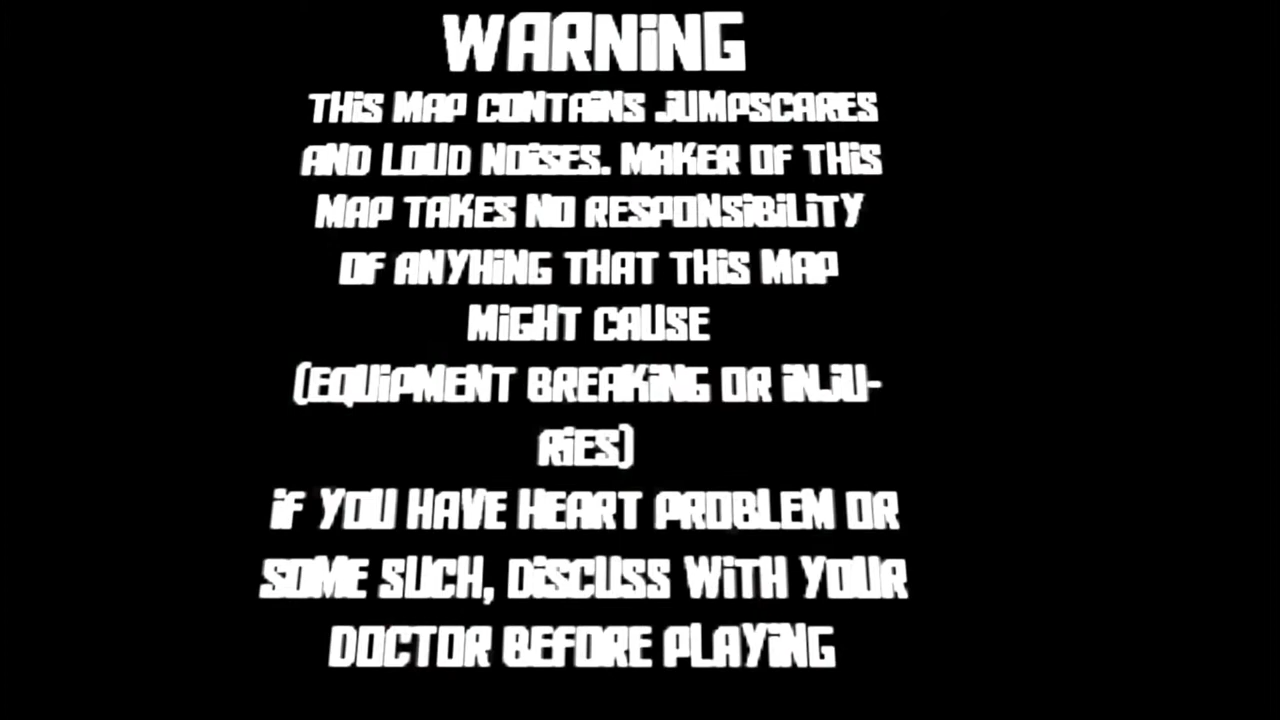 WARNiNG
THiS MAP CONTAiNS JUMPSCARES
AND LOUD NOiSES. MAKER OF THiS
MAP TAKES NO RESPONSiBiLiTY
OF ANYHiNG THAT THiS MAP
MiGHT CAUSE
(EQUiPMENT BREAKiNG OR iNJU-
RiES)
iF YOU HAVE HEART PROBLEM OR
SOME SUCH, DiSCUSS WiTH YOUR
DOCTOR BEFORE PLAYiNG